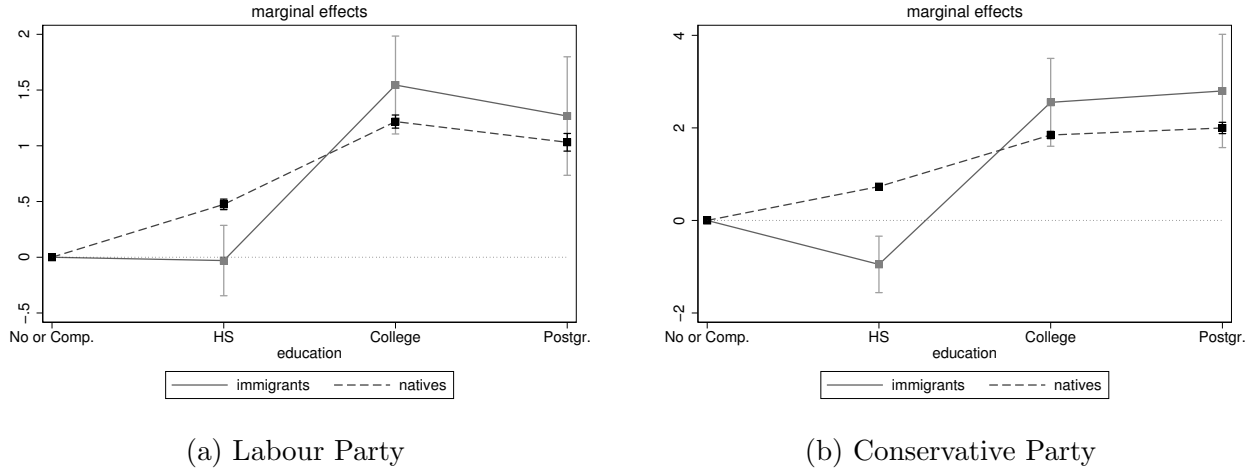 marginal effects
2
1.5
1
.5
0
-.5
No or Comp. HS College Postgr.
education
immigrants natives
(a) Labour Party
marginal effects
4
2
0
-2
No or Comp. HS College Postgr.
education
immigrants natives
(b) Conservative Party